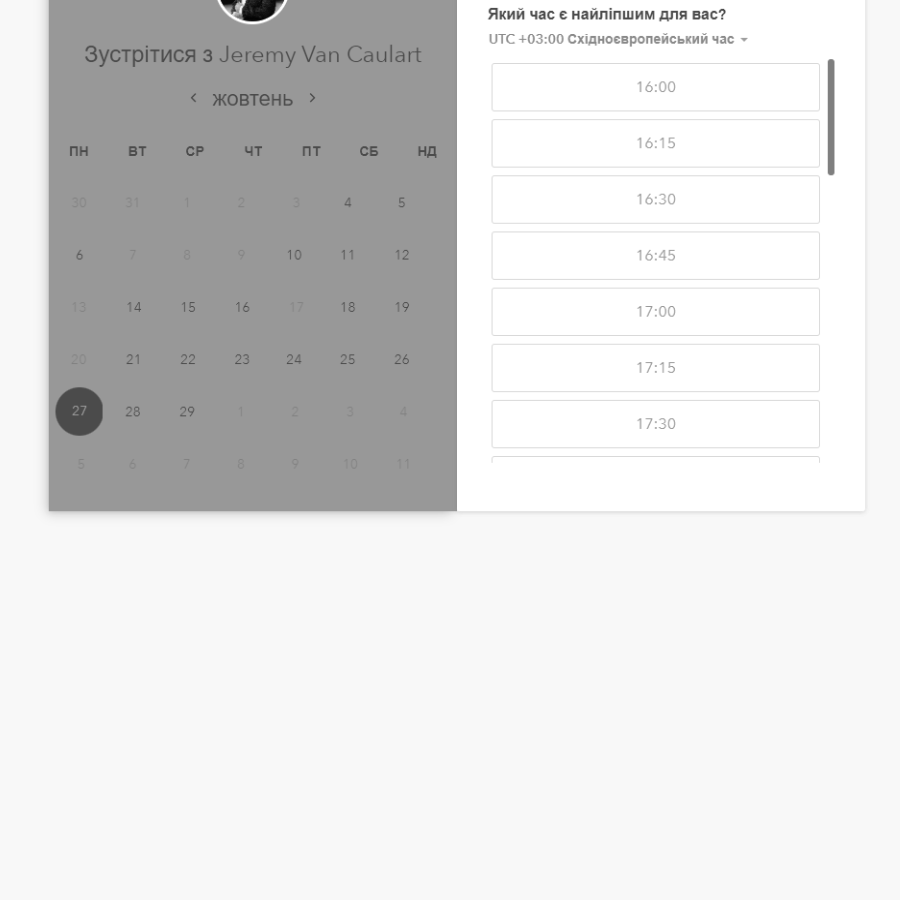 Зустрітися з Jeremy Van Caulart
жовтень
ПН ВТ СР ЧТ ПТ СБ НД
30 31 1 2 3 4 5
6 7 8 9 10 11 12
13 14 15 16 17 18 19
20 21 22 23 24 25 26
27 28 29 1 2 3 4
5 6 7 8 9 10 11
Який час є найліпшим для вас?
UTC +03:00 Східноєвропейський час
16:00
16:15
16:30
16:45
17:00
17:15
17:30